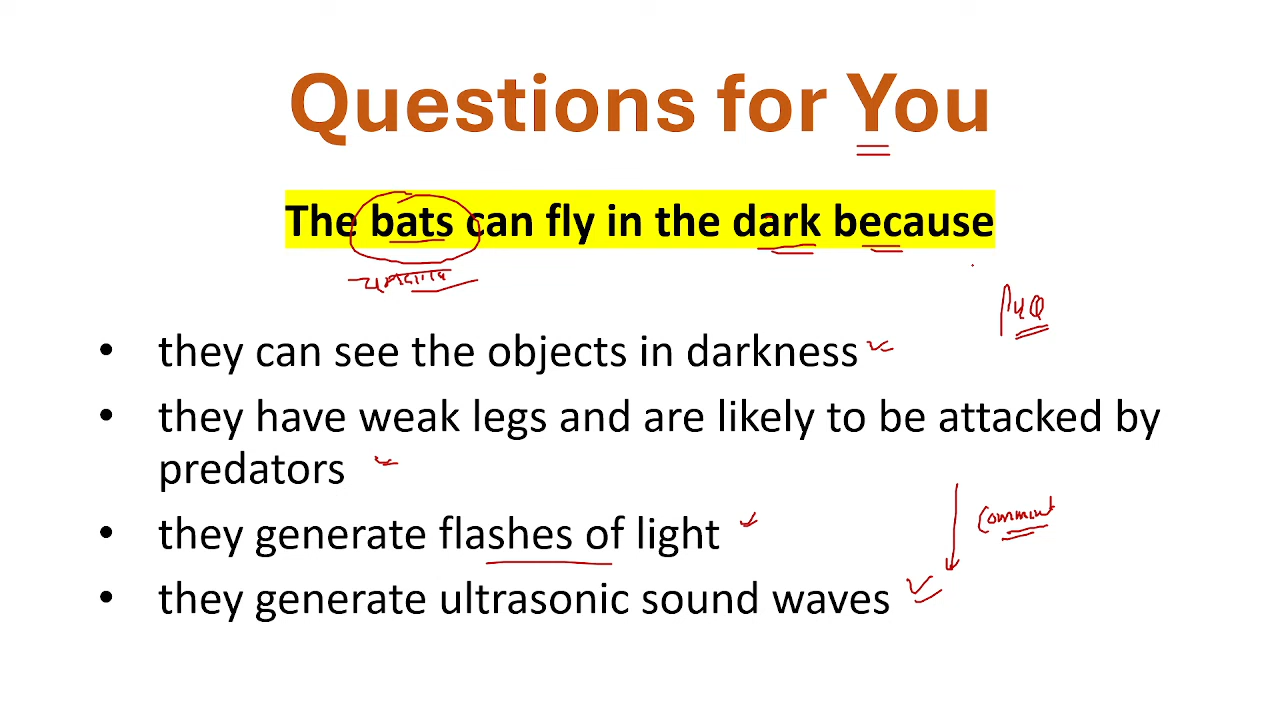 Questions for You
The bats can fly in the dark because
PYQ
• they can see the objects in darkness
• they have weak legs and are likely to be attacked by
predators
• they generate flashes of light
Comment
• they generate ultrasonic sound waves